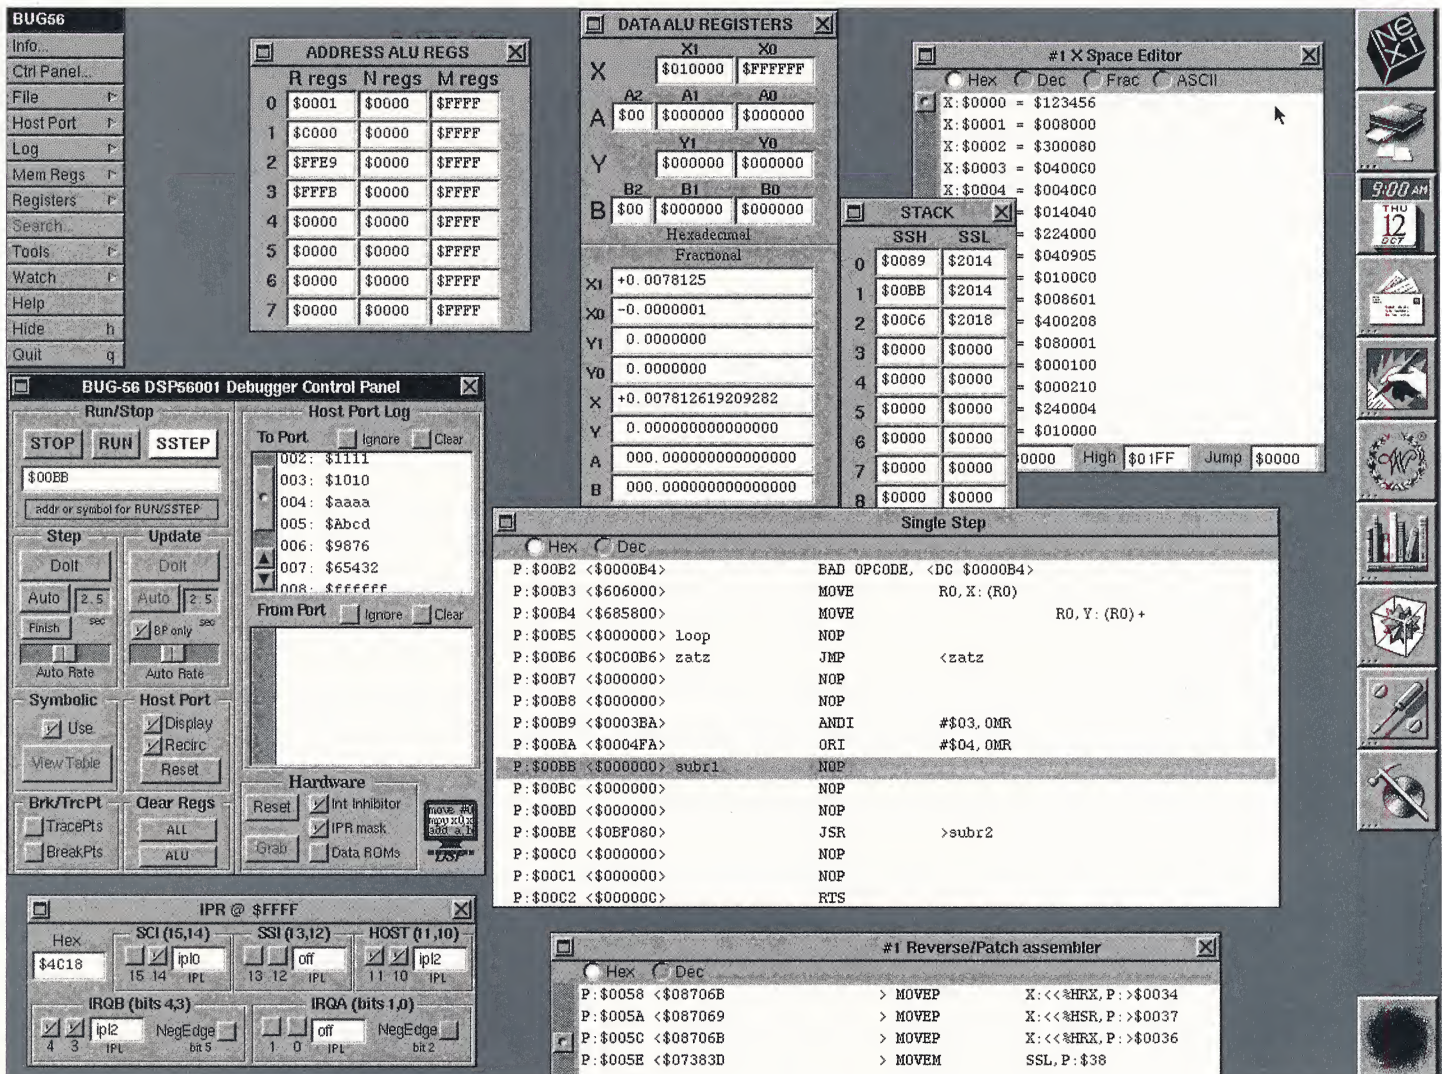 BUG56
Info...
Ctrl Panel...
File
Host Port
Log
Mem Regs
Registers
Search...
Tools
Watch
Help
Hide h
Quit q
ADDRESS ALU REGS
R regs N regs M regs
0 $0001 $0000 $FFFF
1 $C000 $0000 $FFFF
2 $FFE9 $0000 $FFFF
3 $FFFB $0000 $FFFF
4 $0000 $0000 $FFFF
5 $0000 $0000 $FFFF
6 $0000 $0000 $FFFF
7 $0000 $0000 $FFFF
DATA ALU REGISTERS
X1 X0
X $010000 $FFFFFF
A2 A1 A0
A $00 $000000 $000000
Y1 Y0
Y $000000 $000000
B2 B1 B0
B $00 $000000 $000000
Hexadecimal
Fractional
X1 +0.0078125
X0 -0.0000001
Y1 0.0000000
Y0 0.0000000
X +0.007812619209282
Y 0.000000000000000
A 000.000000000000000
B 000.000000000000000
#1 X Space Editor
Hex Dec Frac ASCII
X:$0000 = $123456
X:$0001 = $008000
X:$0002 = $300080
X:$0003 = $0400C0
X:$0004 = $0040C0
= $014040
= $224000
= $040905
= $0100C0
= $008601
= $400208
= $080001
= $000100
= $000210
= $240004
= $010000
0000 High $01FF Jump $0000
STACK
SSH SSL
0 $0089 $2014
1 $00BB $2014
2 $00C6 $2018
3 $0000 $0000
4 $0000 $0000
5 $0000 $0000
6 $0000 $0000
7 $0000 $0000
8 $0000 $0000
NeXT
9:00 AM
THU
12
OCT
BUG-56 DSP56001 Debugger Control Panel
Run/Stop
STOP RUN SSTEP
$00BB
addr or symbol for RUN/SSTEP
Step
DoIt
Auto 2.5
Finish sec
Auto Rate
Update
DoIt
Auto 2.5
BP only sec
Auto Rate
Symbolic
Use
View Table
Host Port
Display
Recirc
Reset
Brk/TrcPt
TracePts
BreakPts
Clear Regs
ALL
ALU
Host Port Log
To Port Ignore Clear
002: $1111
003: $1010
004: $aaaa
005: $Abcd
006: $9876
007: $65432
008: $ffffff
From Port Ignore Clear
Hardware
Reset Int Inhibitor
IPR mask
Grab Data ROMs
DSP
Single Step
Hex Dec
P:$00B2 <$0000B4> BAD OPCODE, <DC $0000B4>
P:$00B3 <$606000> MOVE R0,X:(R0)
P:$00B4 <$685800> MOVE R0,Y:(R0)+
P:$00B5 <$000000> loop NOP
P:$00B6 <$0C00B6> zatz JMP <zatz
P:$00B7 <$000000> NOP
P:$00B8 <$000000> NOP
P:$00B9 <$0003BA> ANDI #$03,OMR
P:$00BA <$0004FA> ORI #$04,OMR
P:$00BB <$000000> subr1 NOP
P:$00BC <$000000> NOP
P:$00BD <$000000> NOP
P:$00BE <$0BF080> JSR >subr2
P:$00C0 <$000000> NOP
P:$00C1 <$000000> NOP
P:$00C2 <$00000C> RTS
IPR @ $FFFF
Hex
$4C18
SCI (15,14)
ipl0
15 14 IPL
SSI (13,12)
off
13 12 IPL
HOST (11,10)
ipl2
11 10 IPL
IRQB (bits 4,3)
ipl2 NegEdge
4 3 IPL bit 5
IRQA (bits 1,0)
off NegEdge
1 0 IPL bit 2
#1 Reverse/Patch assembler
Hex Dec
P:$0058 <$08706B > MOVEP X:<<%HRX,P:>$0034
P:$005A <$087069 > MOVEP X:<<%HSR,P:>$0037
P:$005C <$08706B > MOVEP X:<<%HRX,P:>$0036
P:$005E <$07383D > MOVEM SSL,P:$38